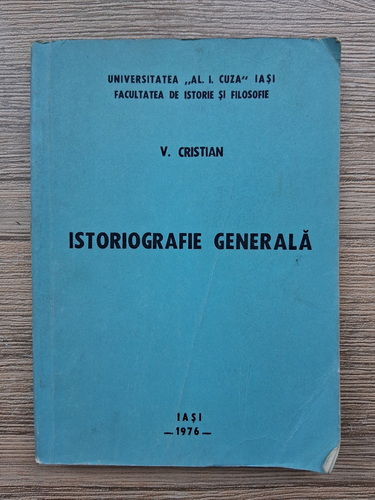 UNIVERSITATEA „AL. I. CUZA" IAŞI
FACULTATEA DE ISTORIE ŞI FILOSOFIE
V. CRISTIAN
ISTORIOGRAFIE GENERALĂ
IAŞI
—1976—